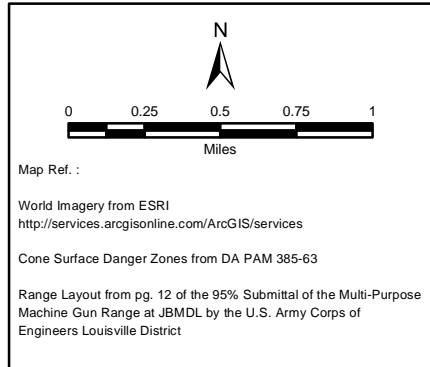 N
0 0.25 0.5 0.75 1
Miles
Map Ref. :
World Imagery from ESRI
http://services.arcgisonline.com/ArcGIS/services
Cone Surface Danger Zones from DA PAM 385-63
Range Layout from pg. 12 of the 95% Submittal of the Multi-Purpose
Machine Gun Range at JBMDL by the U.S. Army Corps of
Engineers Louisville District